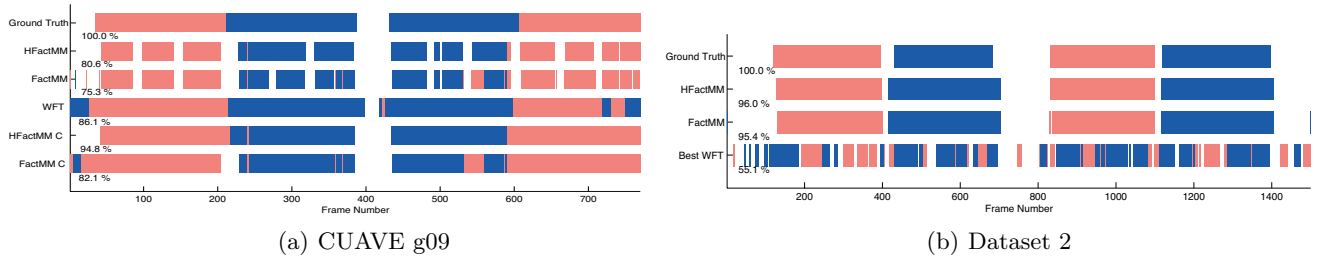 Ground Truth
100.0 %
HFactMM
80.6 %
FactMM
75.3 %
WFT
86.1 %
HFactMM C
94.8 %
FactMM C
82.1 %
100 200 300 400 500 600 700
Frame Number
(a) CUAVE g09
Ground Truth
100.0 %
HFactMM
96.0 %
FactMM
95.4 %
Best WFT
55.1 %
200 400 600 800 1000 1200 1400
Frame Number
(b) Dataset 2